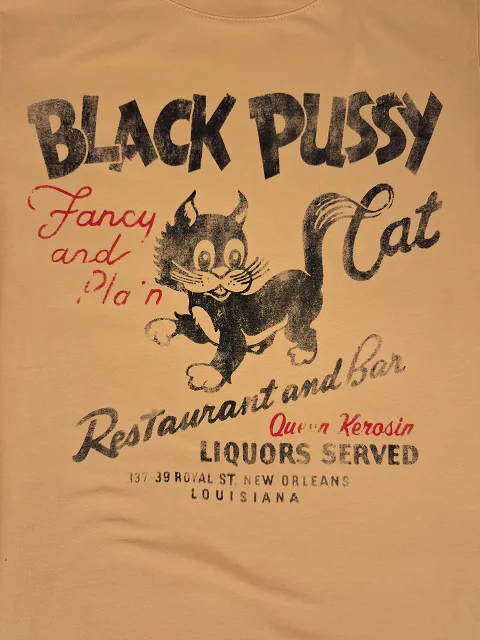 BLACK PUSSY
Cat
Fancy
and
Pla'n
Restaurant and Bar
Queen Kerosin
LIQUORS SERVED
137-39 ROYAL ST. NEW ORLEANS
LOUISIANA